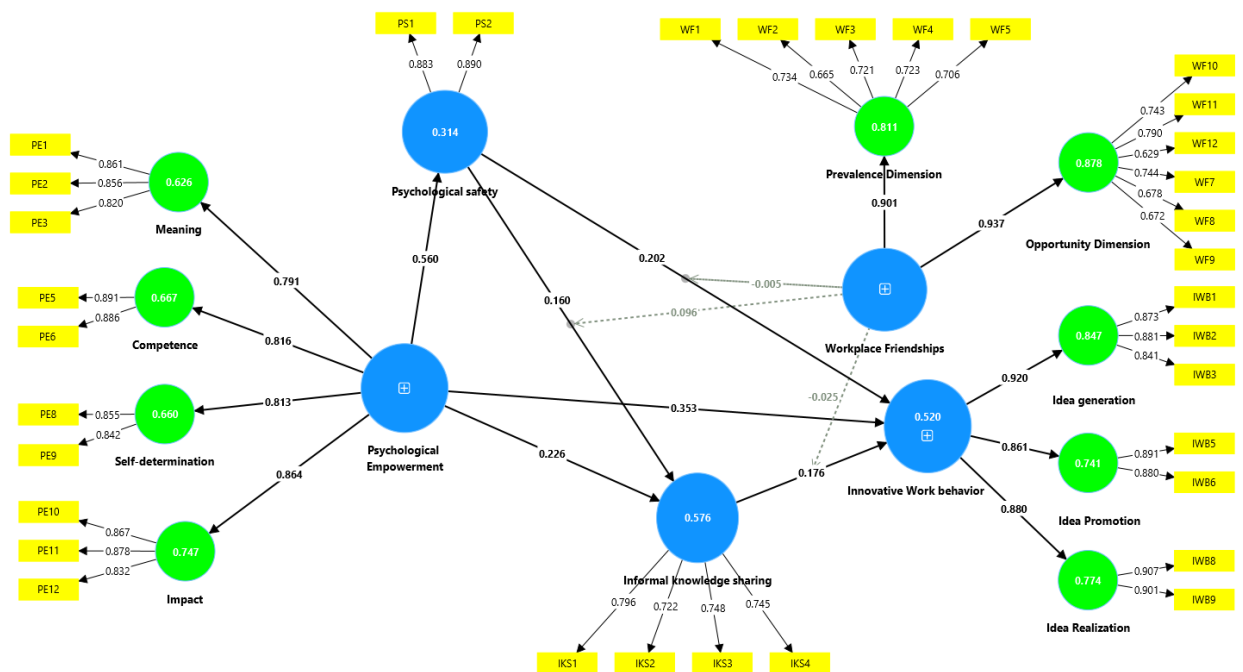 PS1
PS2
0.883
0.890
0.314
Psychological safety
WF1
WF2
WF3
WF4
WF5
0.734
0.665
0.721
0.723
0.706
0.811
Prevalence Dimension
WF10
WF11
WF12
WF7
WF8
WF9
0.743
0.790
0.629
0.744
0.678
0.672
0.878
Opportunity Dimension
PE1
PE2
PE3
0.861
0.856
0.820
0.626
Meaning
PE5
PE6
0.891
0.886
0.667
Competence
PE8
PE9
0.855
0.842
0.660
Self-determination
PE10
PE11
PE12
0.867
0.878
0.832
0.747
Impact
0.791
0.816
0.813
0.864
0.560
Psychological
Empowerment
0.353
0.226
0.202
0.160
0.901
0.937
-0.005
0.096
-0.025
Workplace Friendships
0.520
Innovative Work behavior
0.176
0.576
Informal knowledge sharing
0.796
0.722
0.748
0.745
IKS1
IKS2
IKS3
IKS4
0.920
0.861
0.880
0.847
Idea generation
0.873
0.881
0.841
IWB1
IWB2
IWB3
0.741
Idea Promotion
0.891
0.880
IWB5
IWB6
0.774
Idea Realization
0.907
0.901
IWB8
IWB9